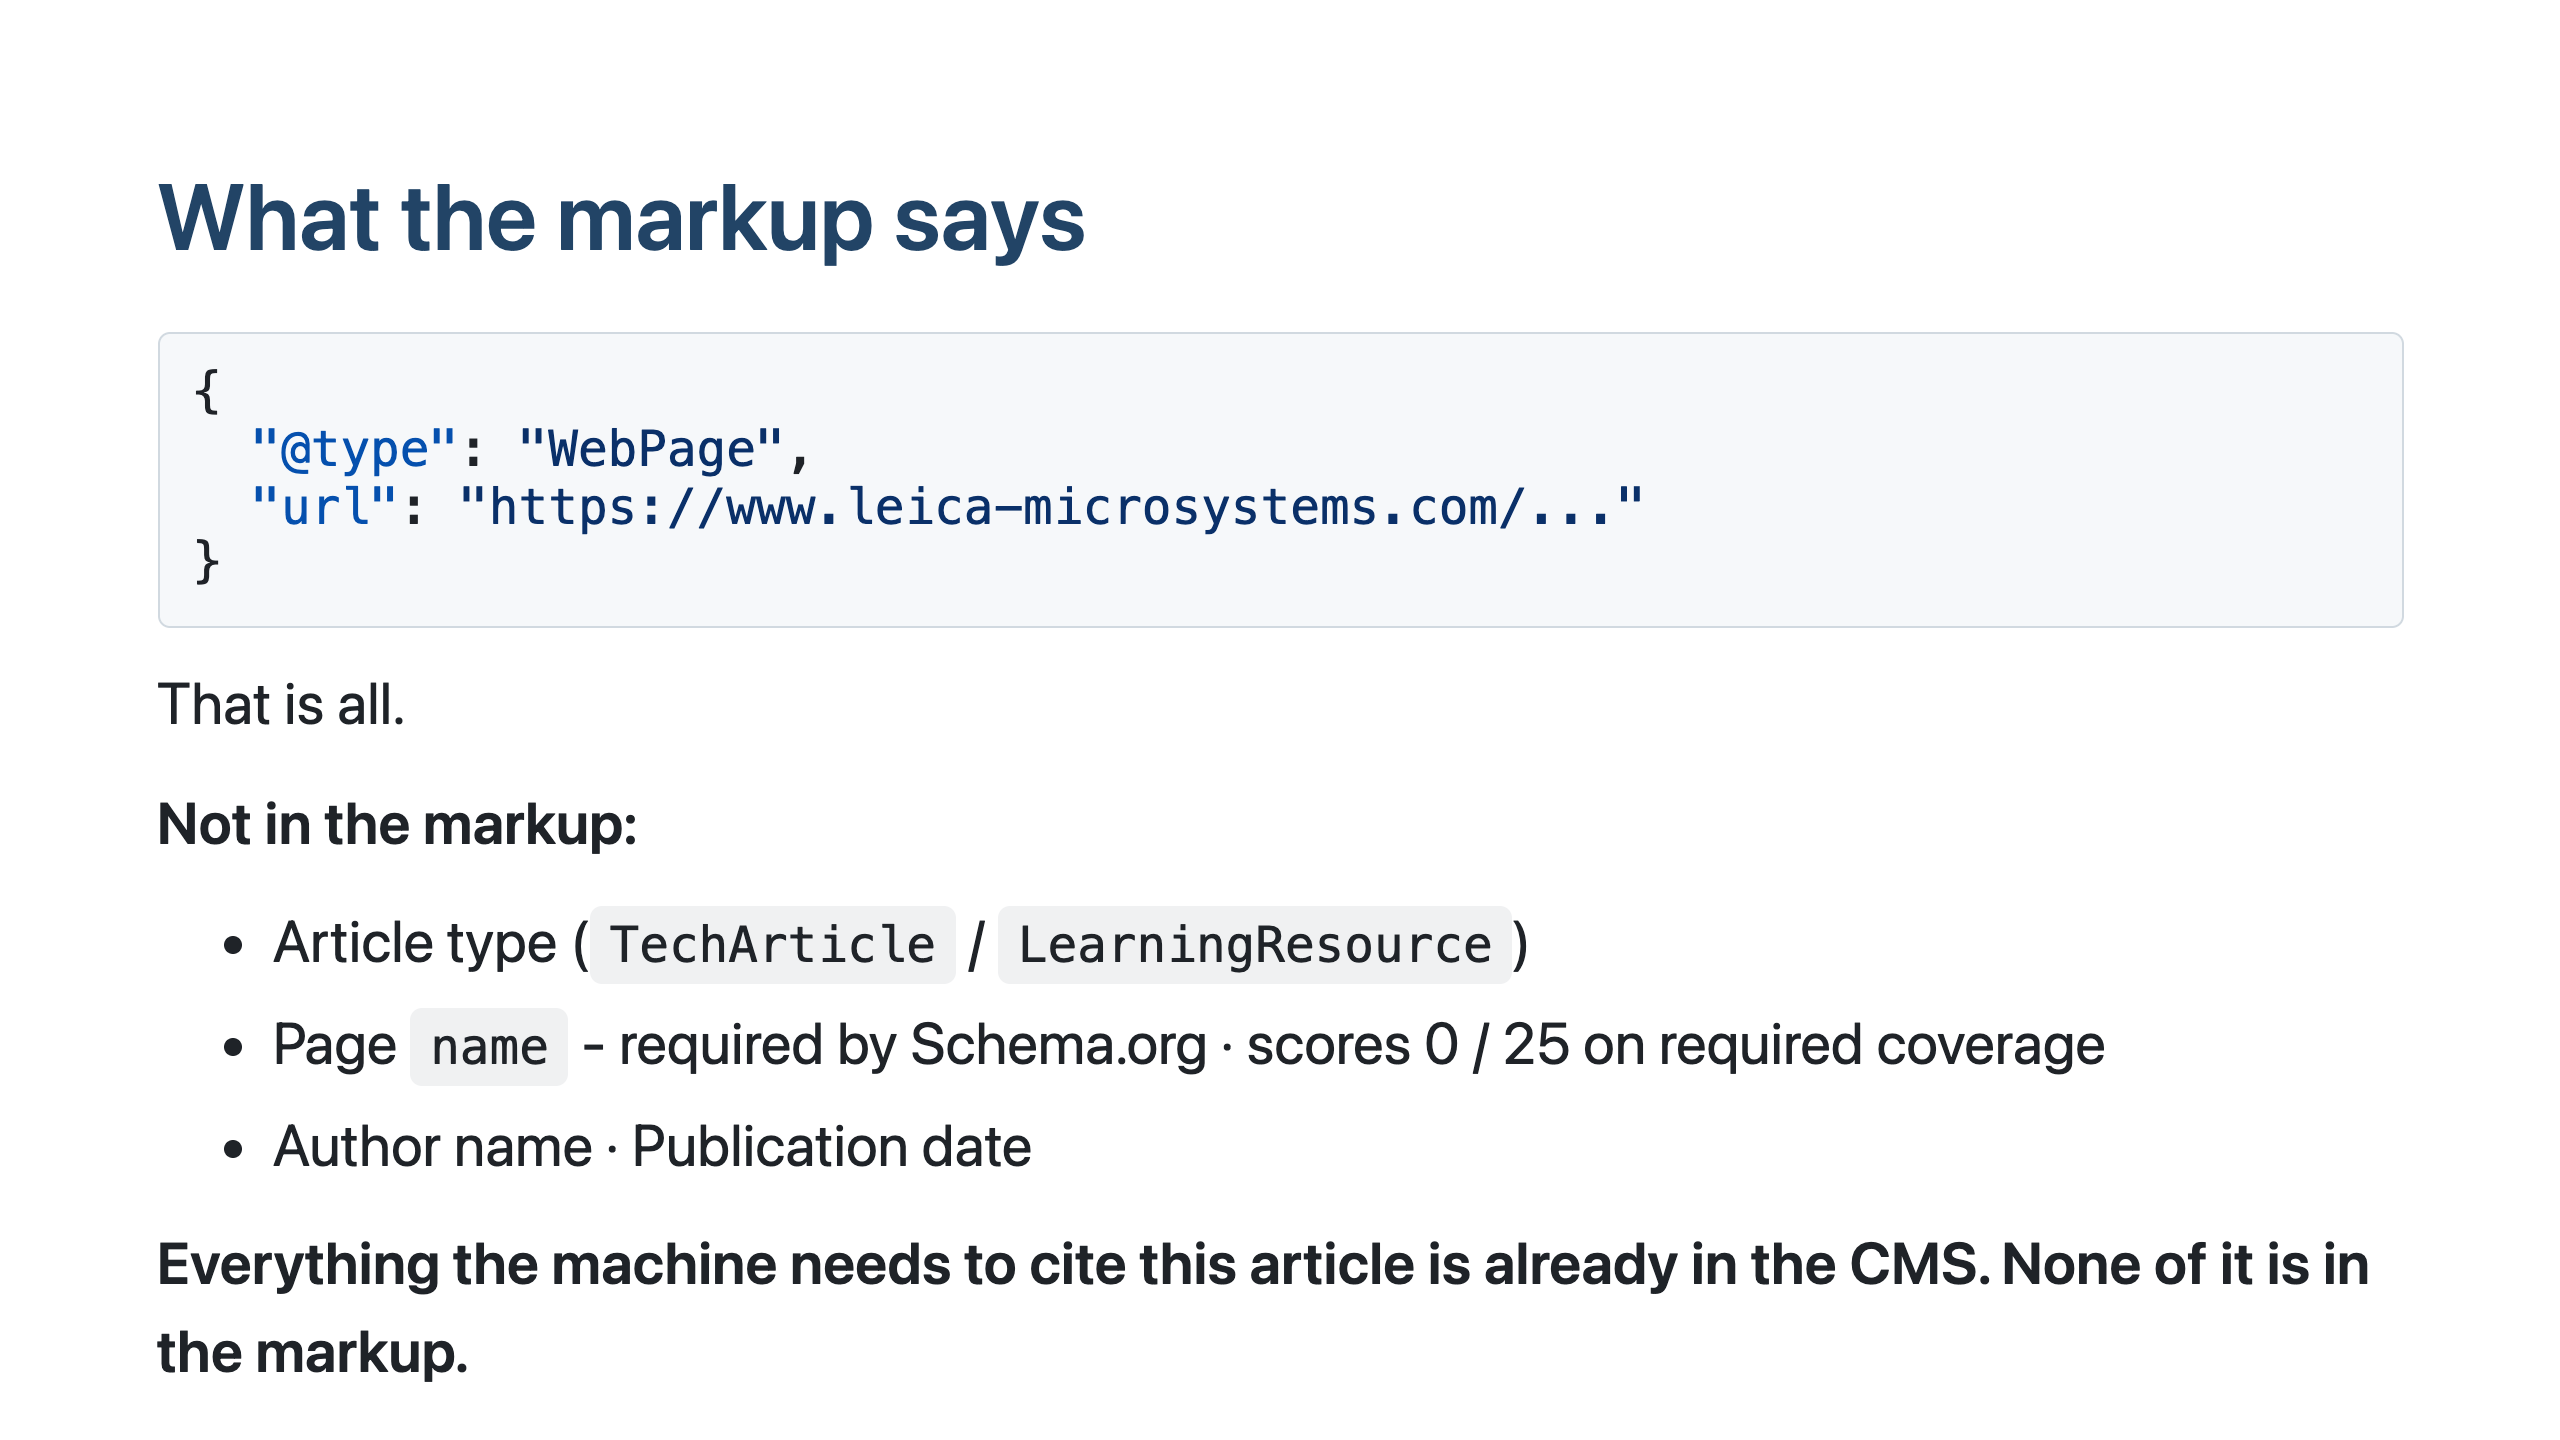 What the markup says
{
  "@type": "WebPage",
  "url": "https://www.leica-microsystems.com/..."
}
That is all.
Not in the markup:
• Article type ( TechArticle / LearningResource )
• Page name - required by Schema.org · scores 0 / 25 on required coverage
• Author name · Publication date
Everything the machine needs to cite this article is already in the CMS. None of it is in
the markup.